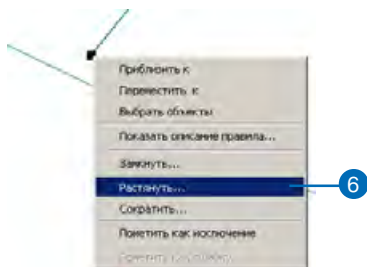 Приблизить к
Переместить к
Выбрать объекты
Показать описание правила...
Замкнуть...
Растянуть...
6
Сократить...
Пометить как исключение